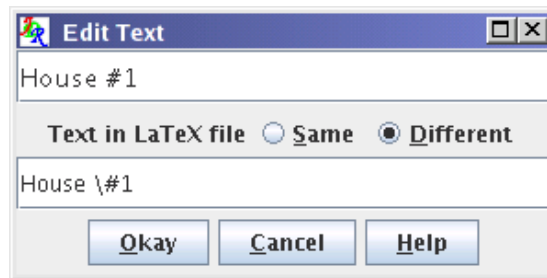 Edit Text
House #1
Text in LaTeX file Same Different
House \#1
Okay Cancel Help